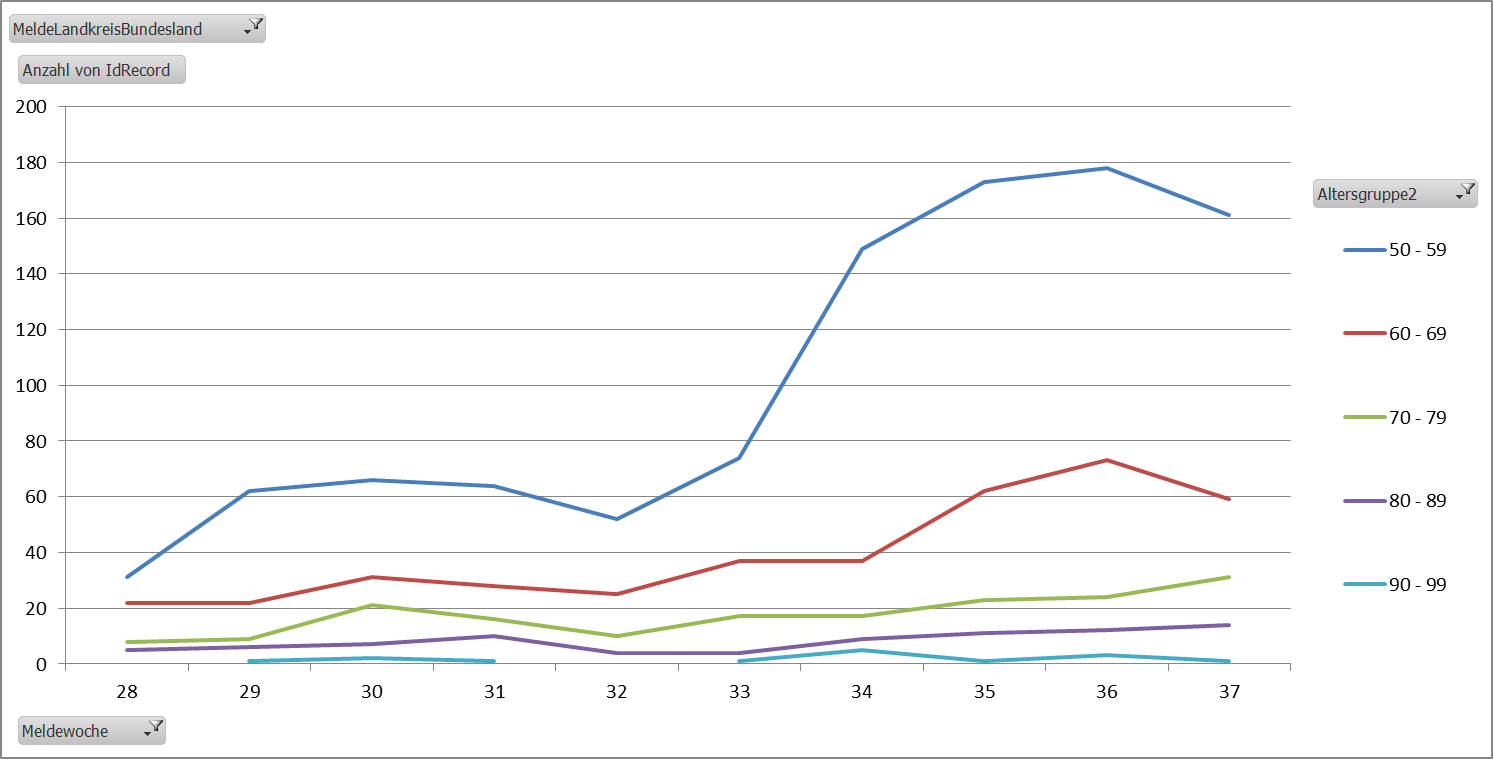 MeldeLandkreisBundesland
Anzahl von IdRecord
200
180
160
140
120
100
80
60
40
20
0
28 29 30 31 32 33 34 35 36 37
Meldewoche
Altersgruppe2
50 - 59
60 - 69
70 - 79
80 - 89
90 - 99